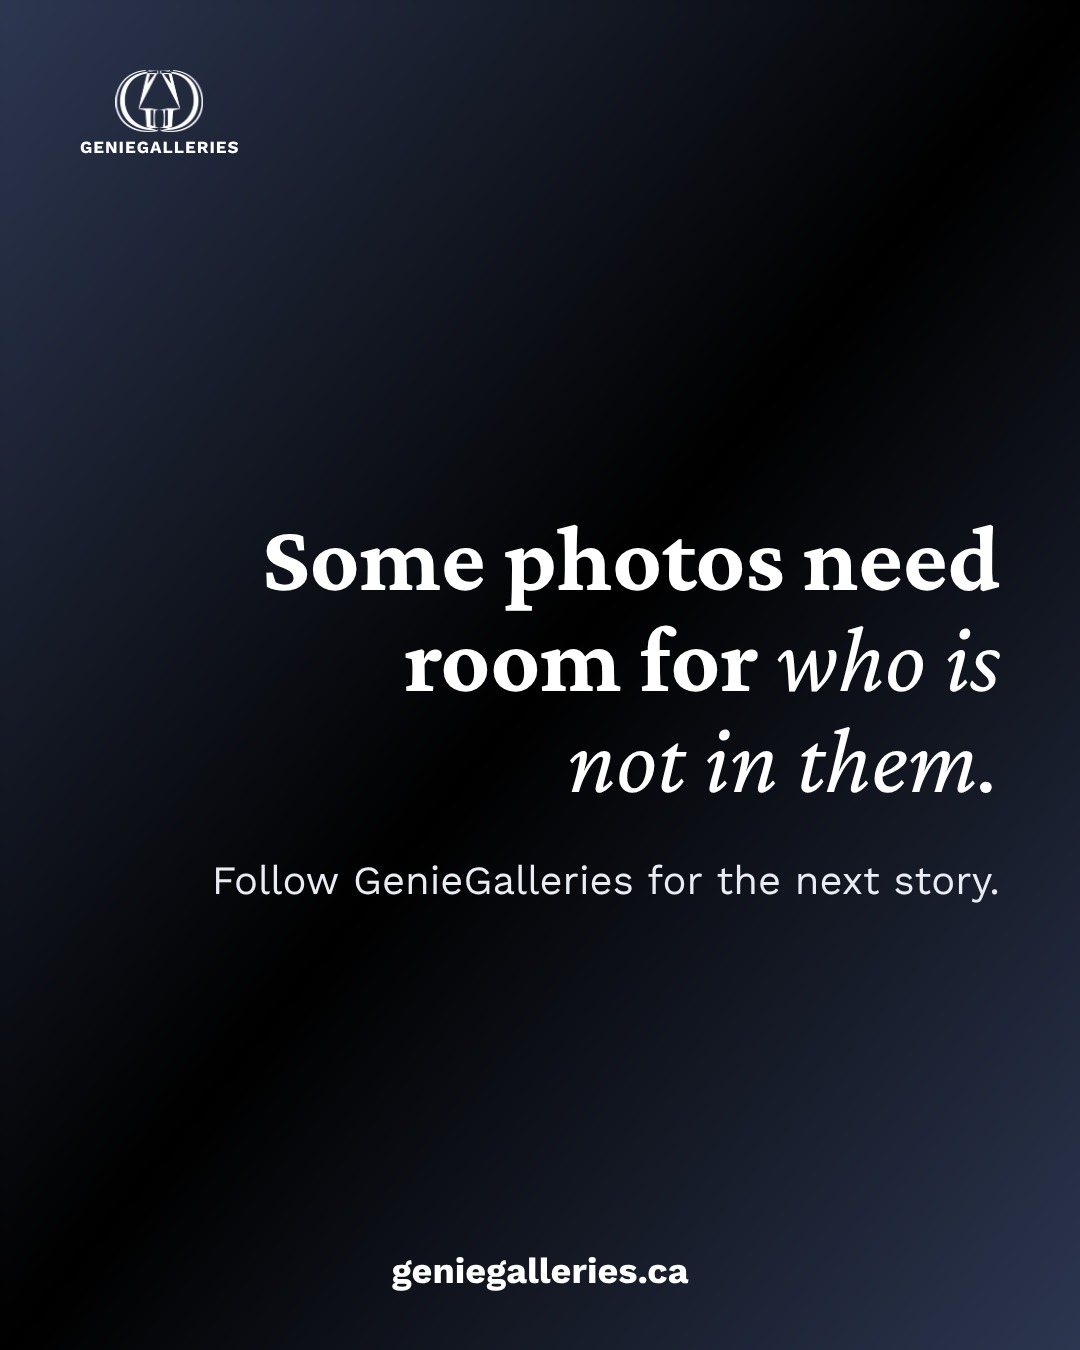 GENIEGALLERIES
Some photos need
room for who is
not in them.
Follow GenieGalleries for the next story.
geniegalleries.ca